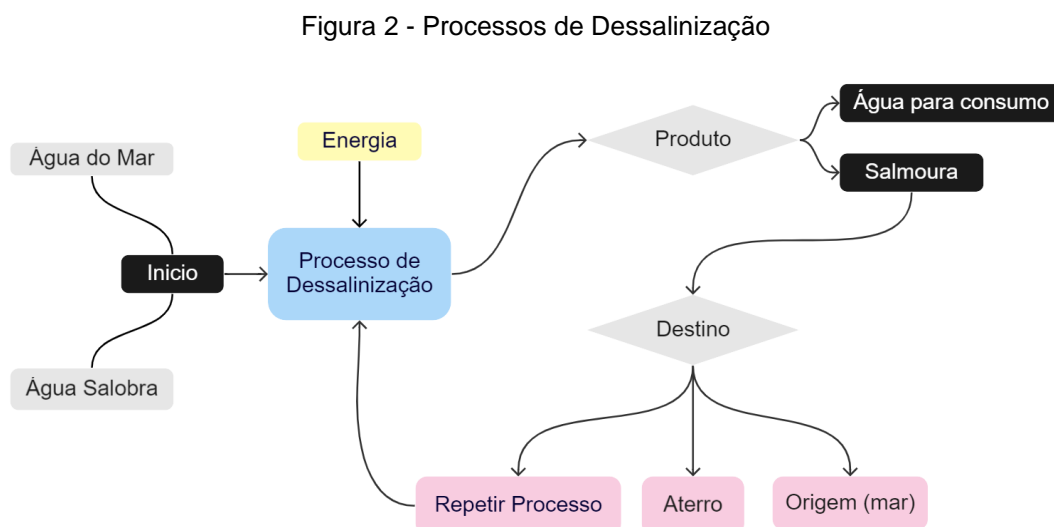 Figura 2 - Processos de Dessalinização
Água para consumo
Energia
Produto
Água do Mar
Salmoura
Inicio
Processo de
Dessalinização
Destino
Água Salobra
Repetir Processo
Aterro
Origem (mar)